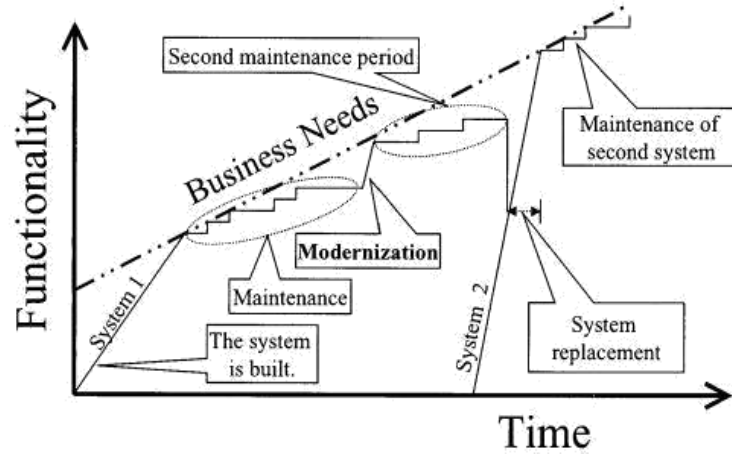 Second maintenance period
Functionality
Business Needs
Maintenance of
second system
Modernization
Maintenance
System 1
The system
is built.
System 2
System
replacement
Time